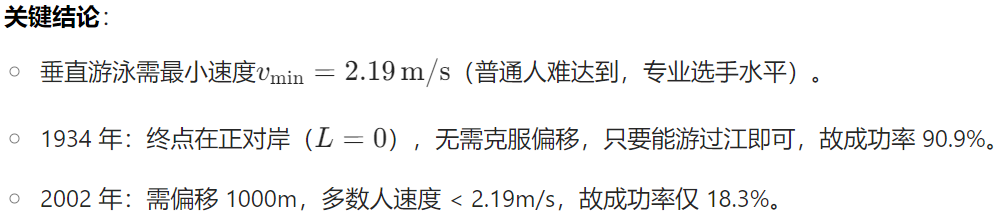 关键结论：
垂直游泳需最小速度v_min = 2.19 m/s（普通人难达到，专业选手水平）。
1934 年：终点在正对岸（L = 0），无需克服偏移，只要能游过江即可，故成功率 90.9%。
2002 年：需偏移 1000m，多数人速度 < 2.19m/s，故成功率仅 18.3%。